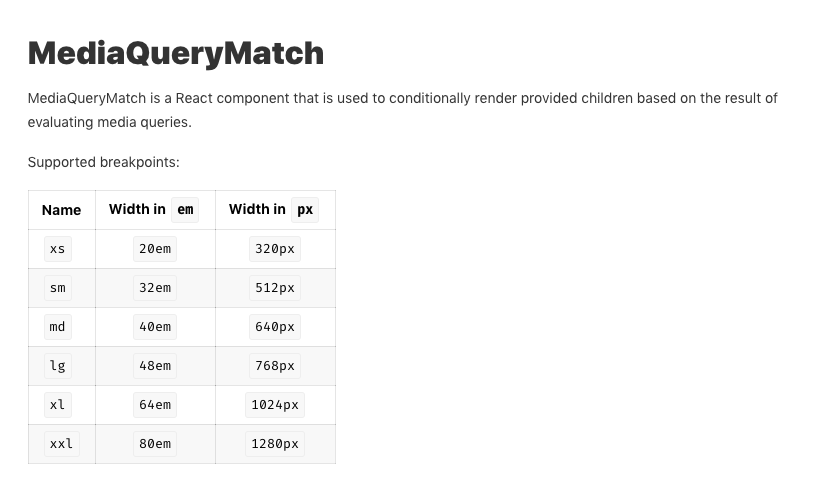 MediaQueryMatch
MediaQueryMatch is a React component that is used to conditionally render provided children based on the result of
evaluating media queries.
Supported breakpoints:
Name Width in em Width in px
xs 20em 320px
sm 32em 512px
md 40em 640px
lg 48em 768px
xl 64em 1024px
xxl 80em 1280px